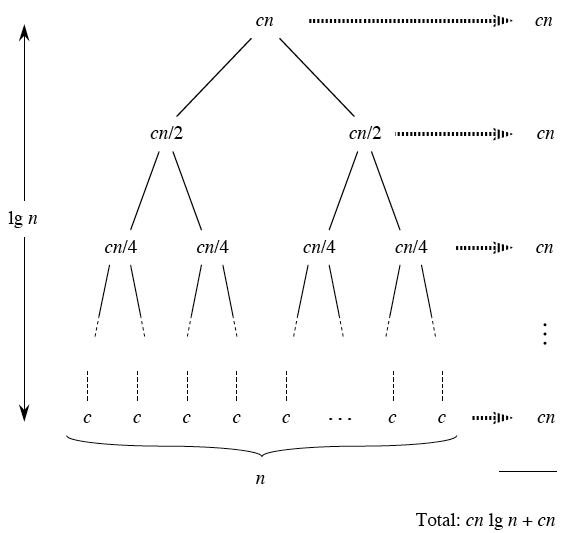 cn cn
cn/2 cn/2 cn
lg n
cn/4 cn/4 cn/4 cn/4 cn
⋮
c c c c c ... c c cn
n
Total: cn lg n + cn